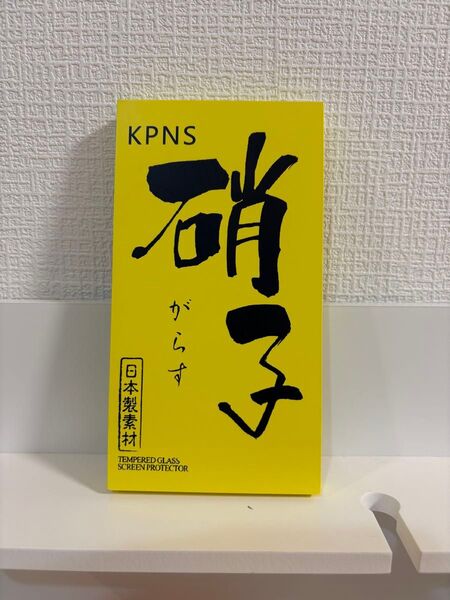 KPNS
硝子
がらす
日本製素材
TEMPERED GLASS
SCREEN PROTECTOR